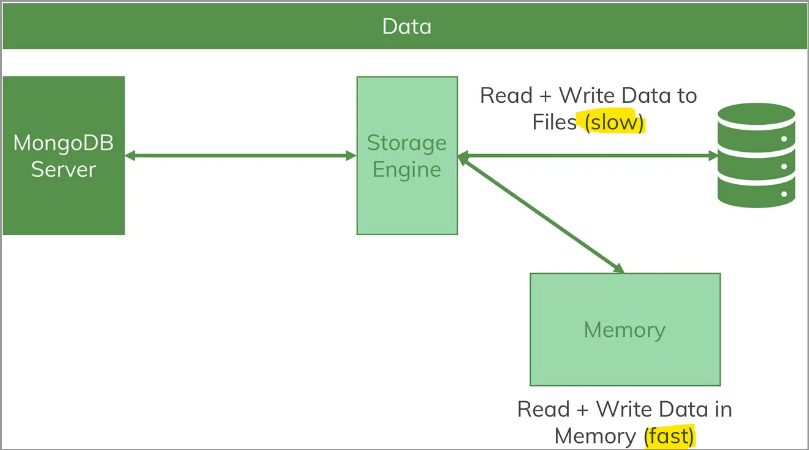 Data
MongoDB
Server
Storage
Engine
Read + Write Data to
Files (slow)
Memory
Read + Write Data in
Memory (fast)